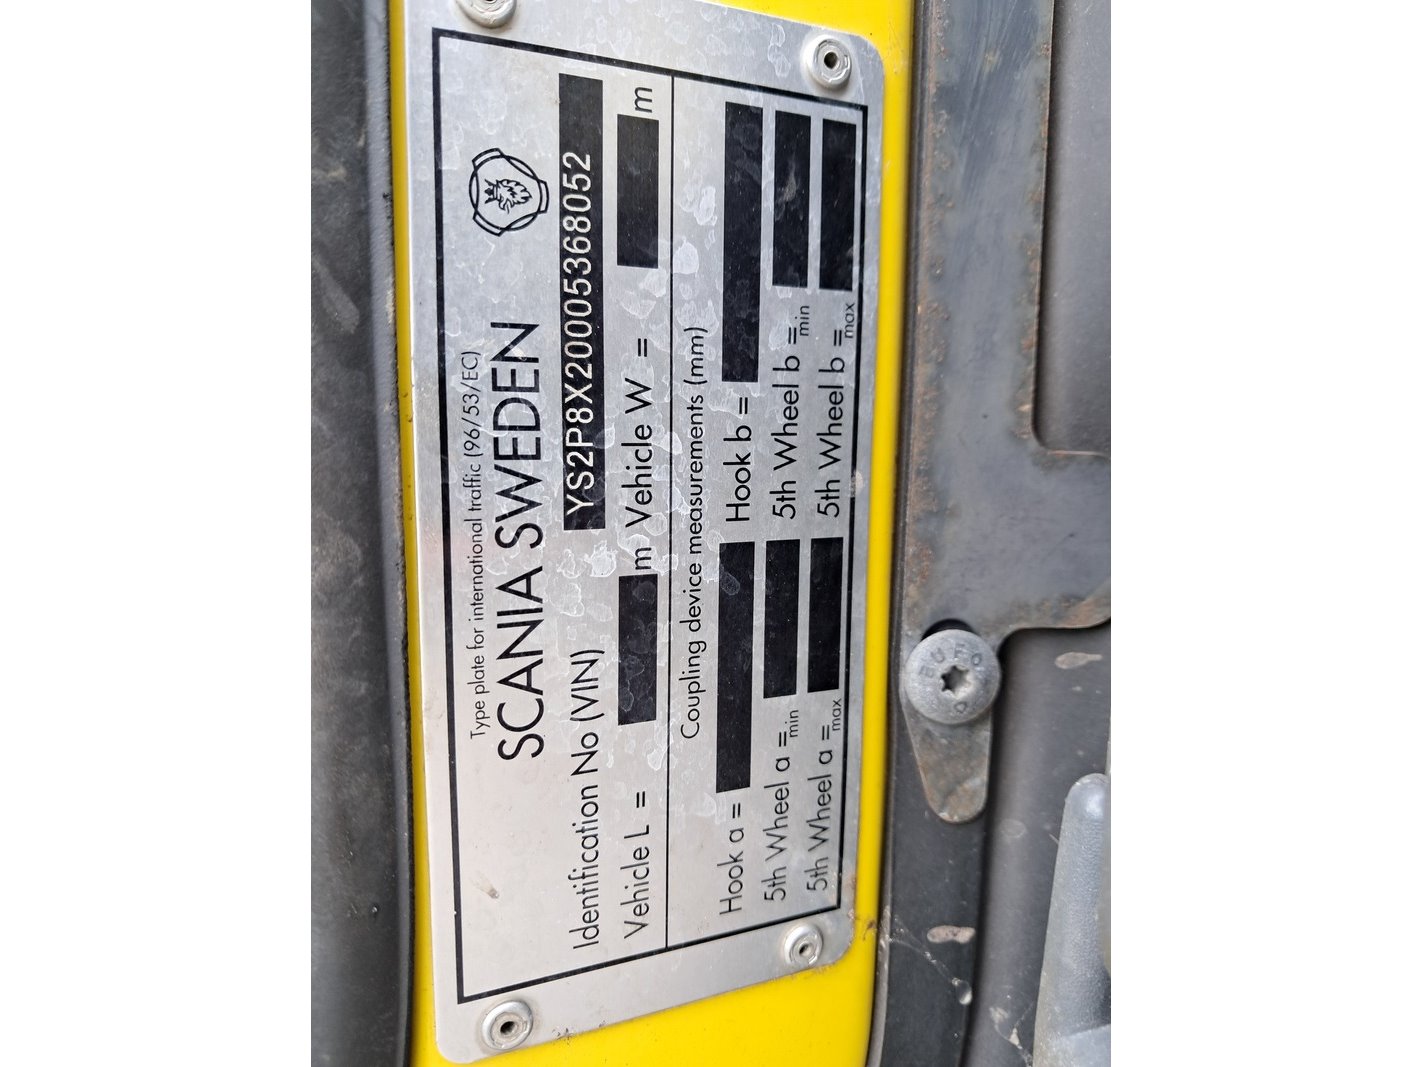 Type plate for international traffic (96/53/EC)
SCANIA SWEDEN
Identification No (VIN) YS2P8X20005368052
Vehicle L = m Vehicle W = m
Coupling device measurements (mm)
Hook a = Hook b =
5th Wheel a = min 5th Wheel b = min
5th Wheel a = max 5th Wheel b = max
BUFO